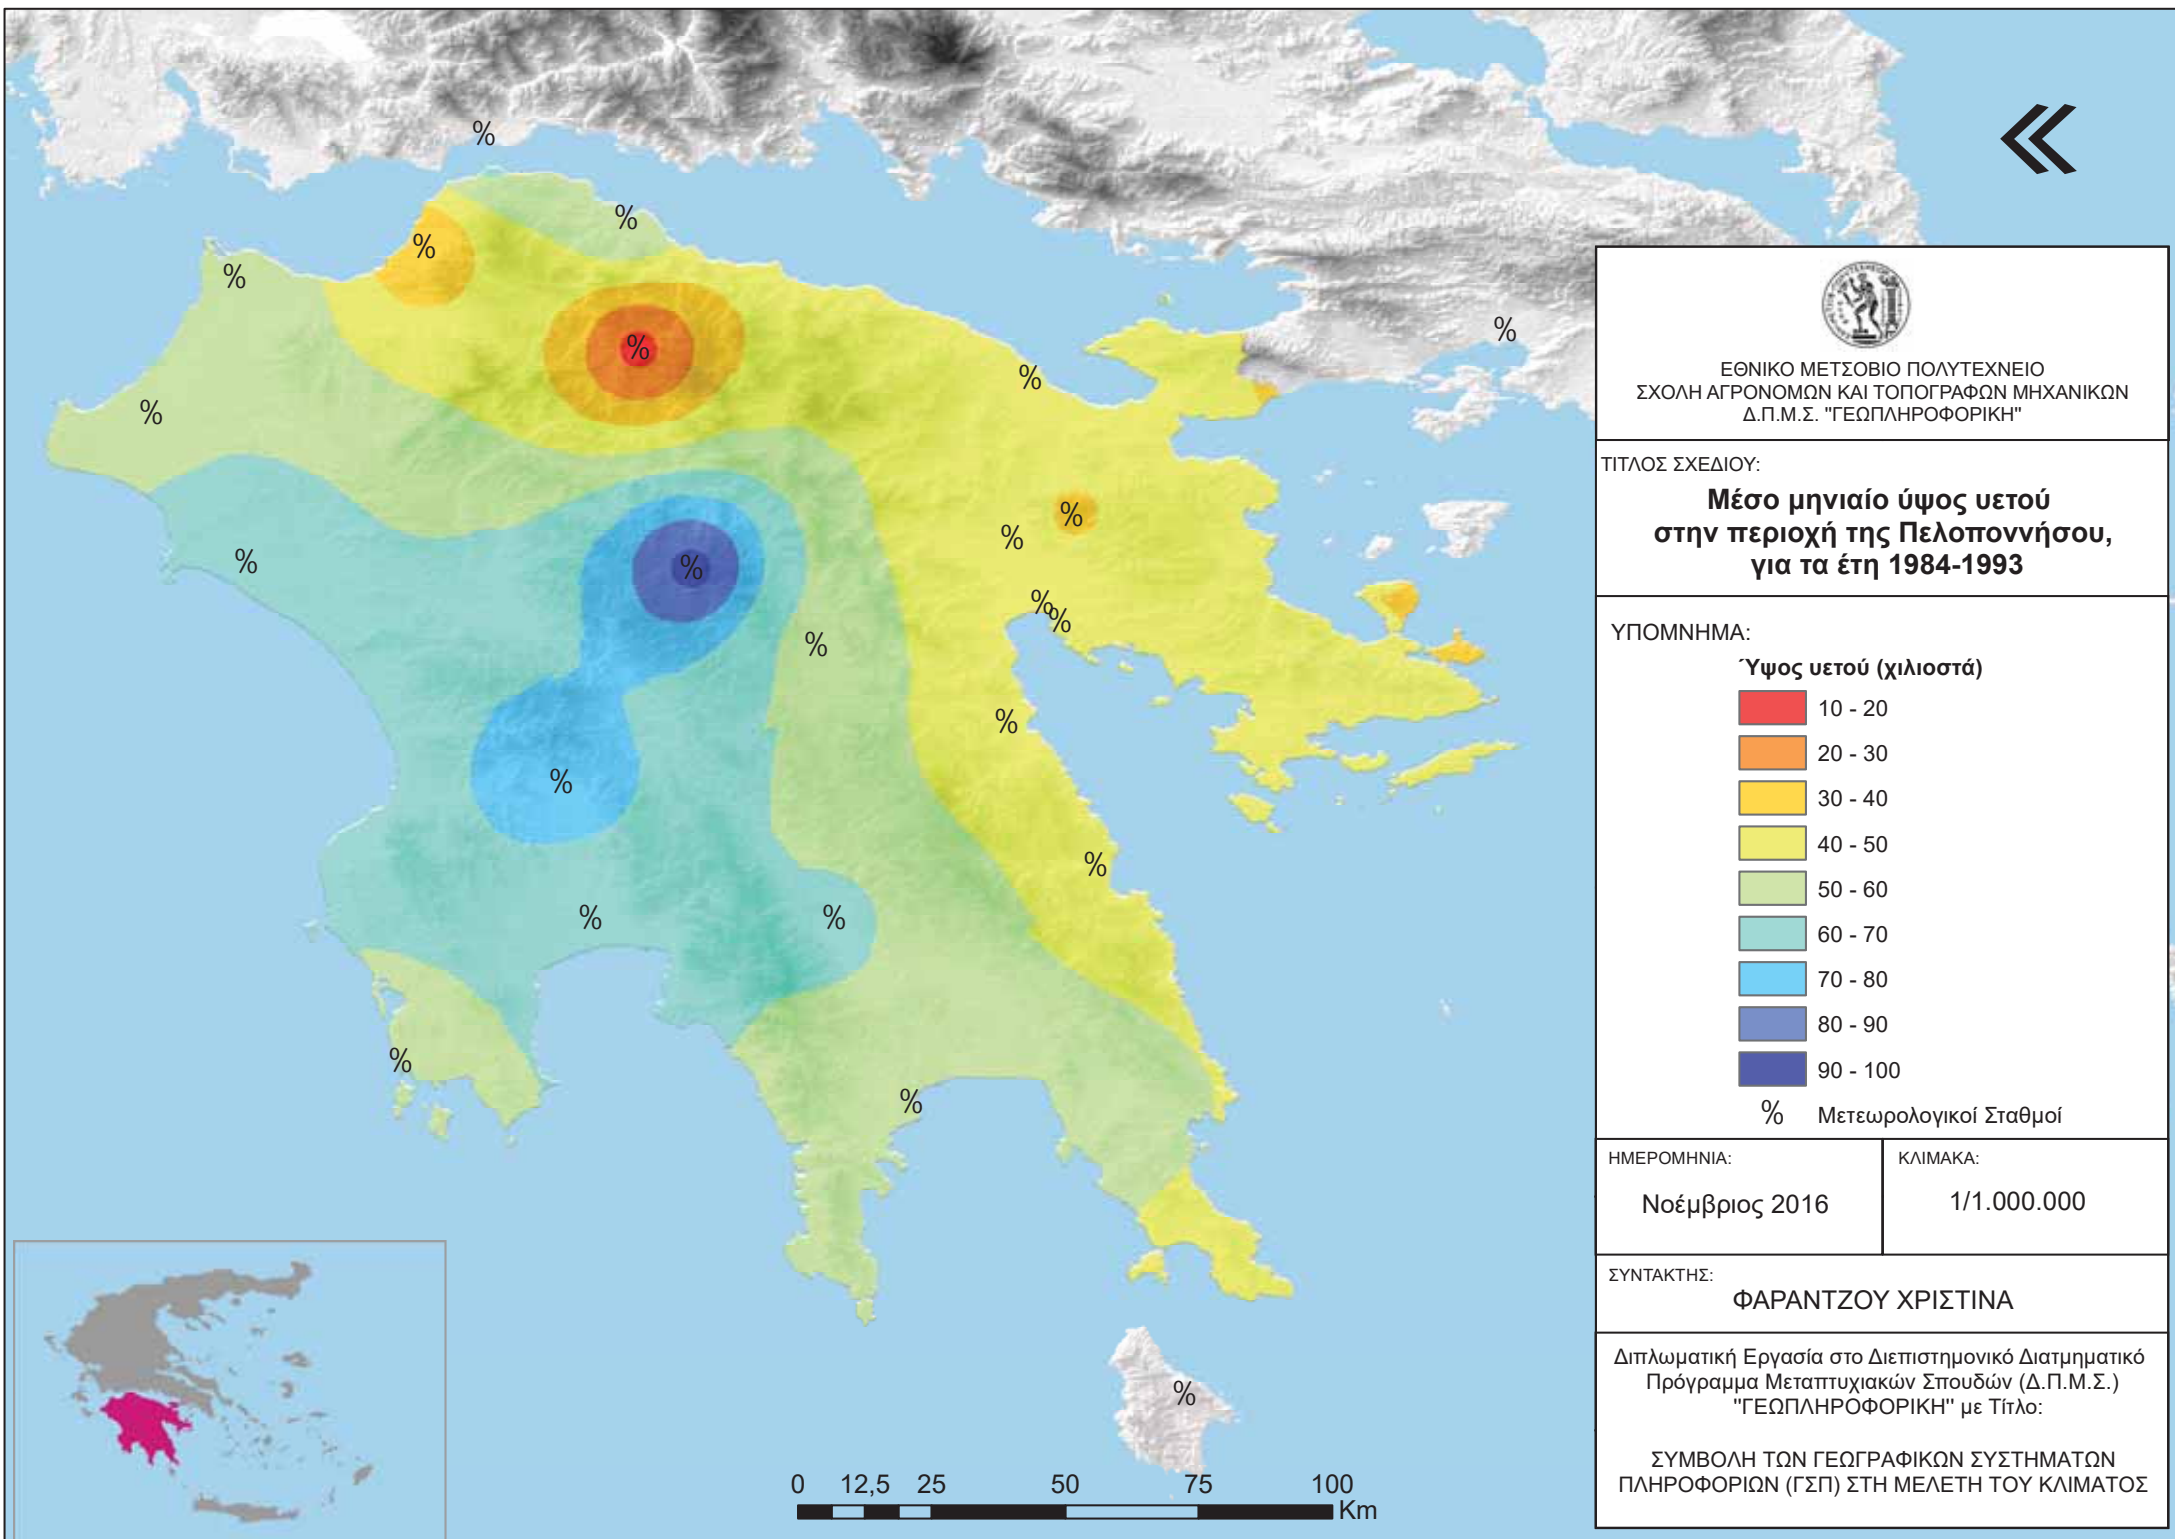 ΕΘΝΙΚΟ ΜΕΤΣΟΒΙΟ ΠΟΛΥΤΕΧΝΕΙΟ
ΣΧΟΛΗ ΑΓΡΟΝΟΜΩΝ ΚΑΙ ΤΟΠΟΓΡΑΦΩΝ ΜΗΧΑΝΙΚΩΝ
Δ.Π.Μ.Σ. "ΓΕΩΠΛΗΡΟΦΟΡΙΚΗ"
ΤΙΤΛΟΣ ΣΧΕΔΙΟΥ:
Μέσο μηνιαίο ύψος υετού
στην περιοχή της Πελοποννήσου,
για τα έτη 1984-1993
ΥΠΟΜΝΗΜΑ:
Ύψος υετού (χιλιοστά)
10 - 20
20 - 30
30 - 40
40 - 50
50 - 60
60 - 70
70 - 80
80 - 90
90 - 100
% Μετεωρολογικοί Σταθμοί
ΗΜΕΡΟΜΗΝΙΑ:
Νοέμβριος 2016
ΚΛΙΜΑΚΑ:
1/1.000.000
ΣΥΝΤΑΚΤΗΣ:
ΦΑΡΑΝΤΖΟΥ ΧΡΙΣΤΙΝΑ
Διπλωματική Εργασία στο Διεπιστημονικό Διατμηματικό
Πρόγραμμα Μεταπτυχιακών Σπουδών (Δ.Π.Μ.Σ.)
"ΓΕΩΠΛΗΡΟΦΟΡΙΚΗ" με Τίτλο:
ΣΥΜΒΟΛΗ ΤΩΝ ΓΕΩΓΡΑΦΙΚΩΝ ΣΥΣΤΗΜΑΤΩΝ
ΠΛΗΡΟΦΟΡΙΩΝ (ΓΣΠ) ΣΤΗ ΜΕΛΕΤΗ ΤΟΥ ΚΛΙΜΑΤΟΣ
0 12,5 25 50 75 100
Km